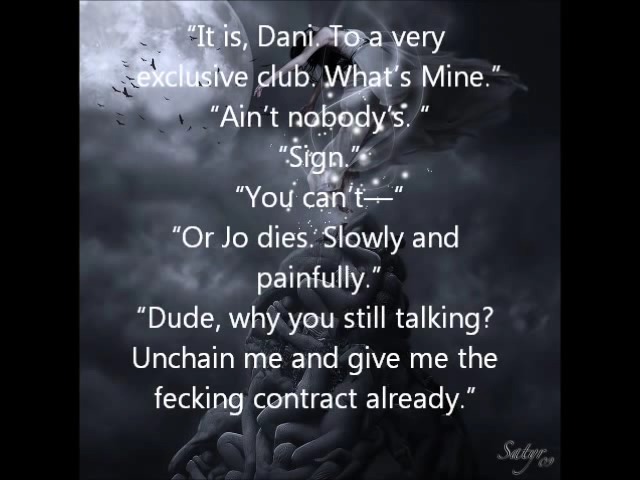 “It is, Dani. To a very
exclusive club. What’s Mine.”
“Ain’t nobody’s. “
“Sign.”
“You can’t—“
“Or Jo dies. Slowly and
painfully.”
“Dude, why you still talking?
Unchain me and give me the
fecking contract already.”
Satyr 09